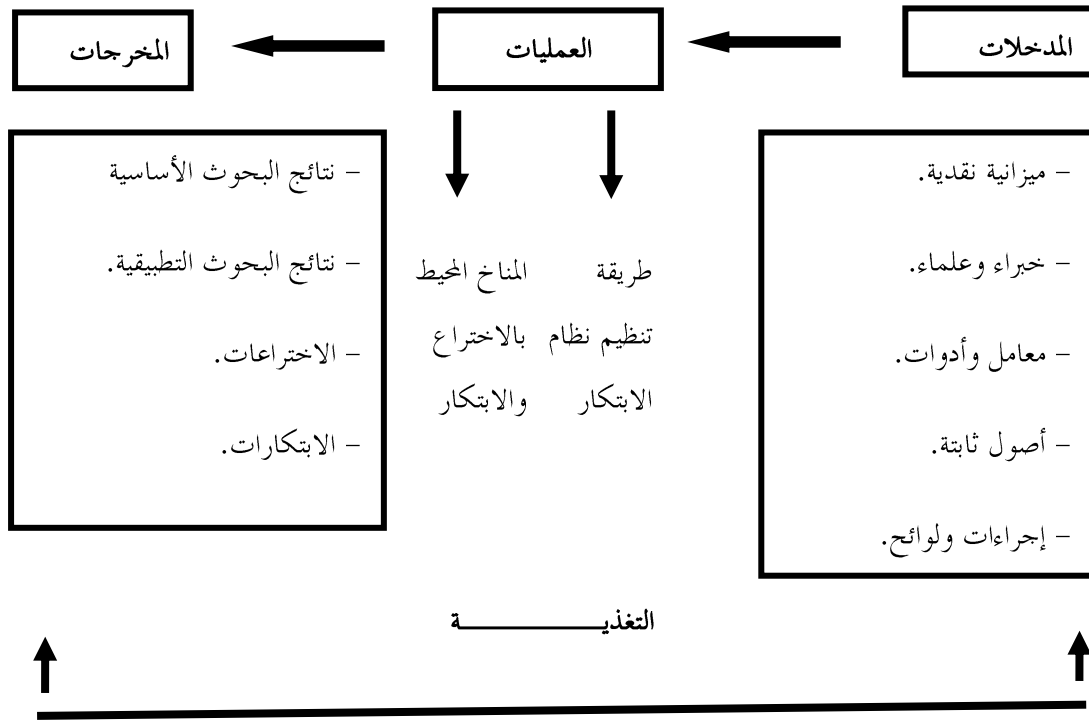 المدخلات
العمليات
المخرجات
– ميزانية نقدية.
– خبراء وعلماء.
– معامل وأدوات.
– أصول ثابتة.
– إجراءات ولوائح.
طريقة
تنظيم نظام
الابتكار
المناخ المحيط
بالاختراع
والابتكار
– نتائج البحوث الأساسية
– نتائج البحوث التطبيقية.
– الاختراعات.
– الابتكارات.
التغذيـــــــــــة